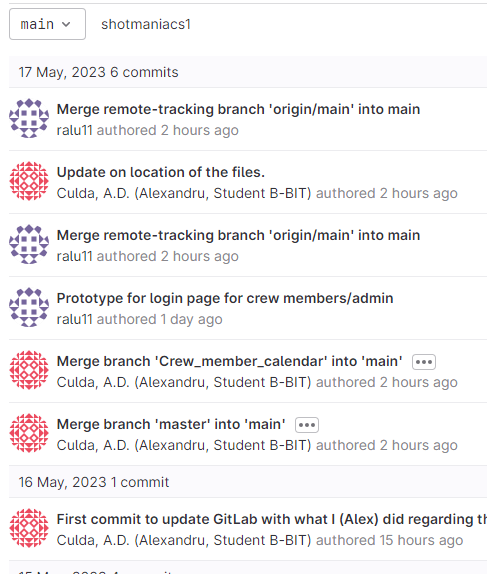 main shotmaniacs1
17 May, 2023 6 commits
Merge remote-tracking branch 'origin/main' into main
ralu11 authored 2 hours ago
Update on location of the files.
Culda, A.D. (Alexandru, Student B-BIT) authored 2 hours ago
Merge remote-tracking branch 'origin/main' into main
ralu11 authored 2 hours ago
Prototype for login page for crew members/admin
ralu11 authored 1 day ago
Merge branch 'Crew_member_calendar' into 'main'
Culda, A.D. (Alexandru, Student B-BIT) authored 2 hours ago
Merge branch 'master' into 'main'
Culda, A.D. (Alexandru, Student B-BIT) authored 2 hours ago
16 May, 2023 1 commit
First commit to update GitLab with what I (Alex) did regarding th
Culda, A.D. (Alexandru, Student B-BIT) authored 15 hours ago